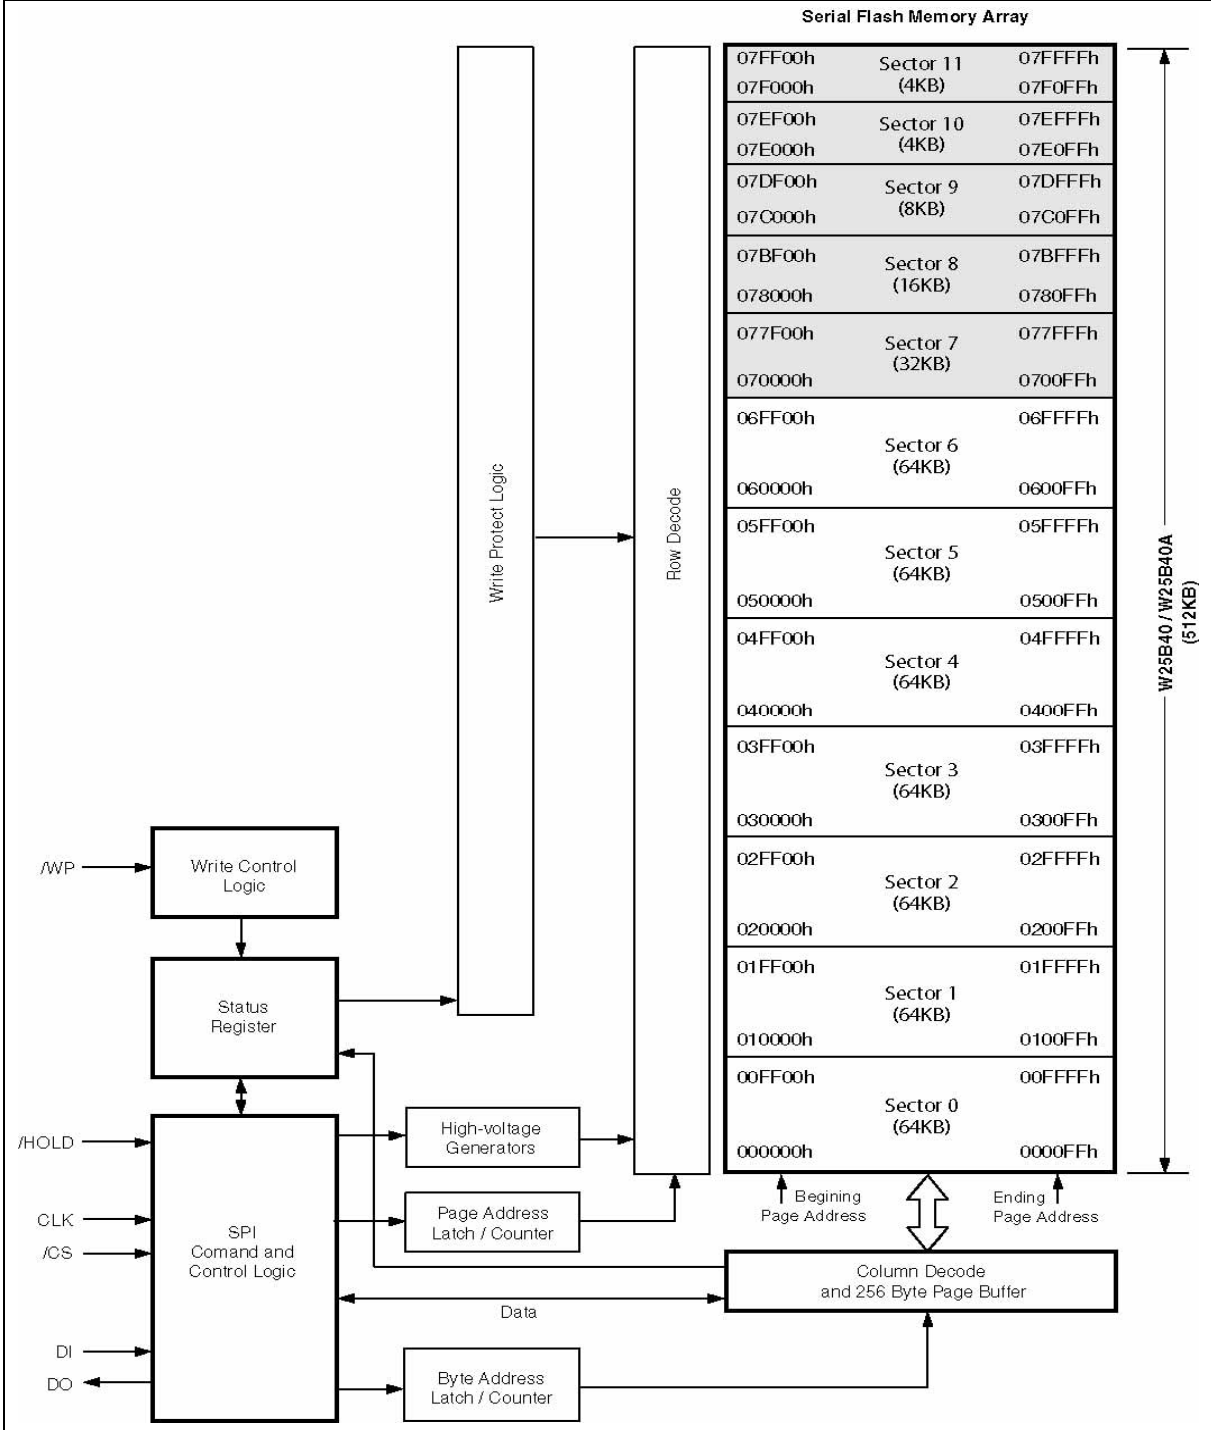 Serial Flash Memory Array
07FF00h Sector 11 07FFFFh
(4KB)
07F000h 07F0FFh
07EF00h Sector 10 07EFFFh
(4KB)
07E000h 07E0FFh
07DF00h Sector 9 07DFFFh
(8KB)
07C000h 07C0FFh
07BF00h Sector 8 07BFFFh
(16KB)
078000h 0780FFh
077F00h Sector 7 077FFFh
(32KB)
070000h 0700FFh
06FF00h 06FFFFh
Sector 6
(64KB)
060000h 0600FFh
05FF00h 05FFFFh
Sector 5
(64KB)
050000h 0500FFh
04FF00h 04FFFFh
Sector 4
(64KB)
040000h 0400FFh
03FF00h 03FFFFh
Sector 3
(64KB)
030000h 0300FFh
02FF00h 02FFFFh
Sector 2
(64KB)
020000h 0200FFh
01FF00h 01FFFFh
Sector 1
(64KB)
010000h 0100FFh
00FF00h 00FFFFh
Sector 0
(64KB)
000000h 0000FFh
Begining
Page Address
Ending
Page Address
W25B40 / W25B40A
(512KB)
Write Protect Logic
Row Decode
/WP
Write Control
Logic
Status
Register
/HOLD
CLK
/CS
DI
DO
SPI
Comand and
Control Logic
High-voltage
Generators
Page Address
Latch / Counter
Column Decode
and 256 Byte Page Buffer
Data
Byte Address
Latch / Counter